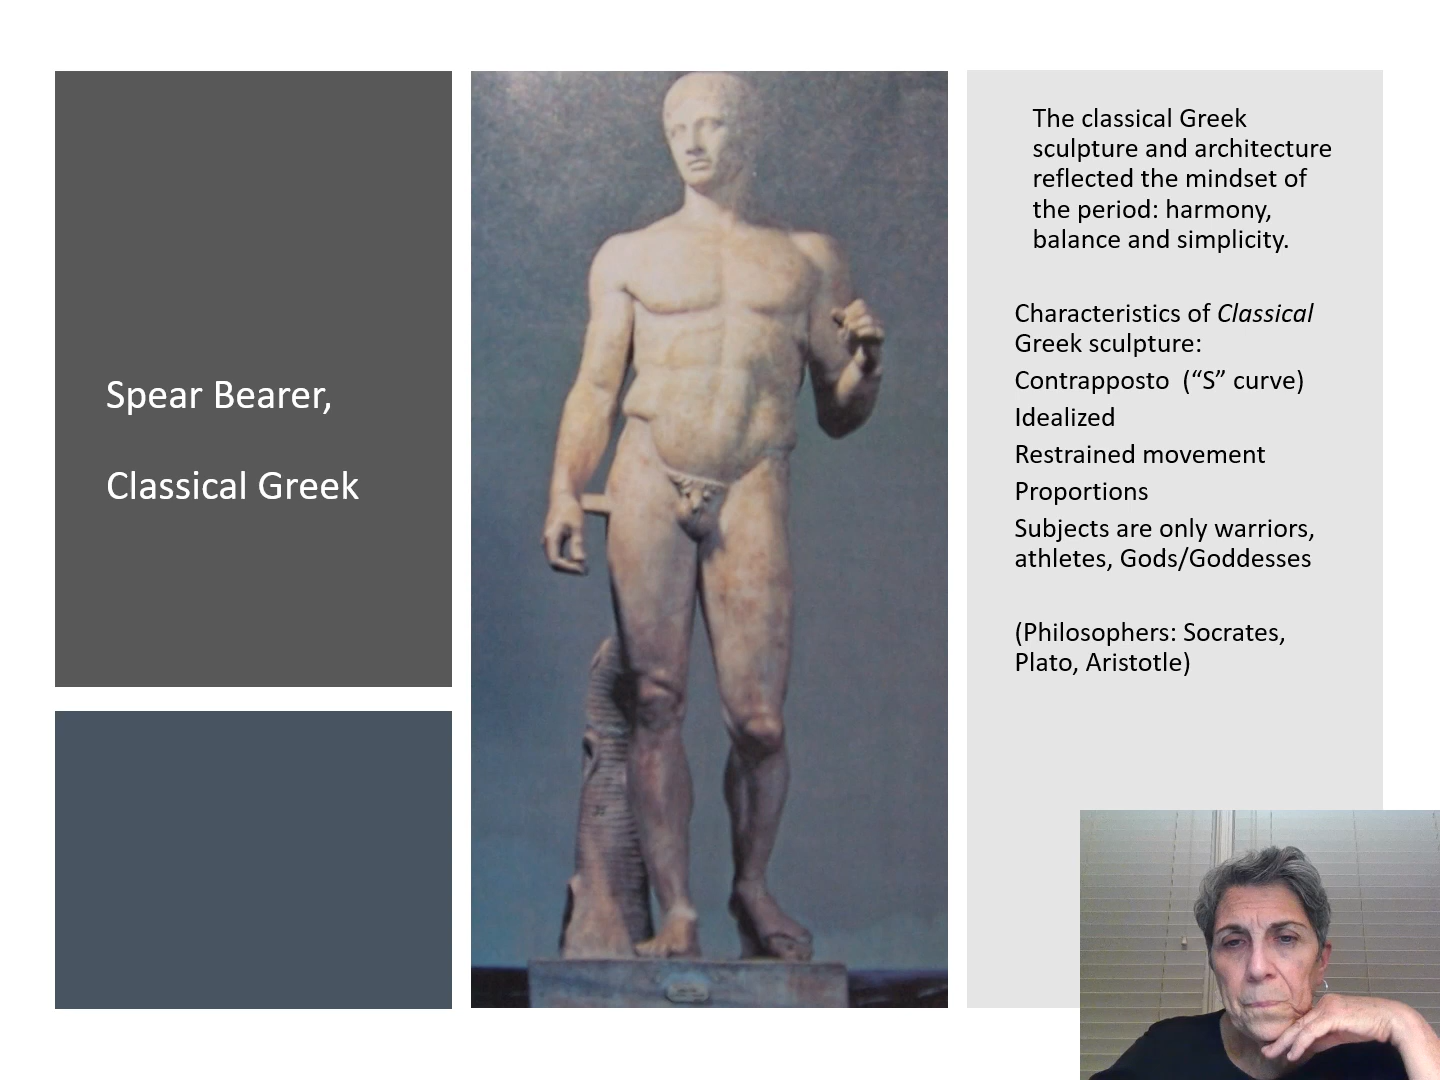 Spear Bearer,
Classical Greek
The classical Greek
sculpture and architecture
reflected the mindset of
the period: harmony,
balance and simplicity.
Characteristics of Classical
Greek sculpture:
Contrapposto  (“S” curve)
Idealized
Restrained movement
Proportions
Subjects are only warriors,
athletes, Gods/Goddesses
(Philosophers: Socrates,
Plato, Aristotle)